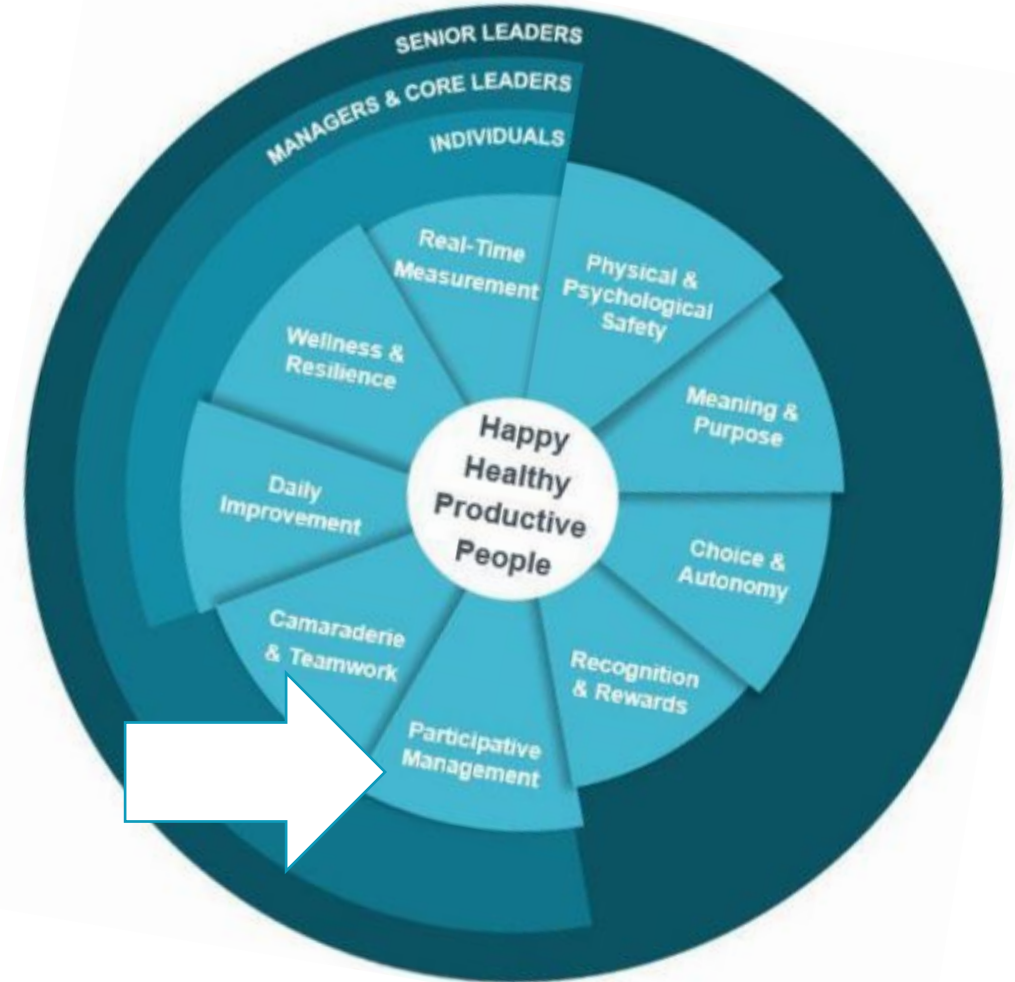 SENIOR LEADERS
MANAGERS & CORE LEADERS
INDIVIDUALS
Real-Time
Measurement
Physical &
Psychological
Safety
Wellness &
Resilience
Meaning &
Purpose
Happy
Healthy
Productive
People
Daily
Improvement
Choice &
Autonomy
Camaraderie
& Teamwork
Recognition
& Rewards
Participative
Management